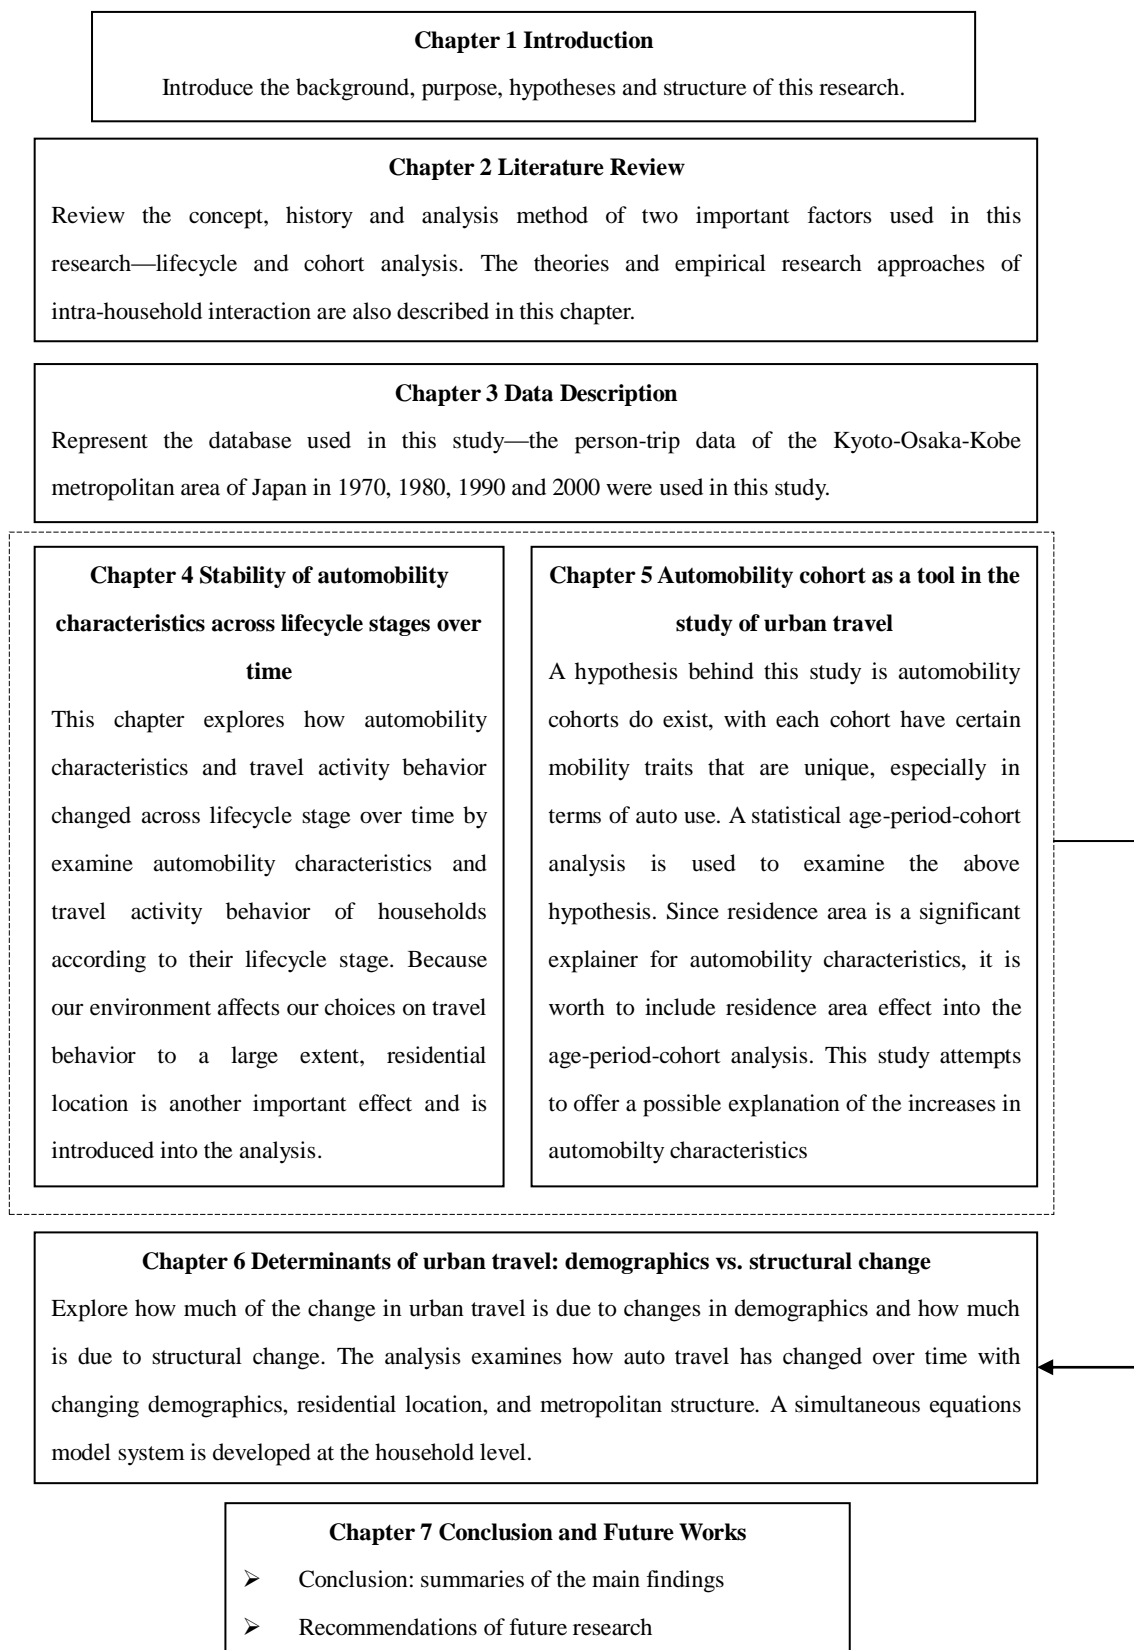 Chapter 1 Introduction
Introduce the background, purpose, hypotheses and structure of this research.
Chapter 2 Literature Review
Review the concept, history and analysis method of two important factors used in this
research—lifecycle and cohort analysis. The theories and empirical research approaches of
intra-household interaction are also described in this chapter.
Chapter 3 Data Description
Represent the database used in this study—the person-trip data of the Kyoto-Osaka-Kobe
metropolitan area of Japan in 1970, 1980, 1990 and 2000 were used in this study.
Chapter 4 Stability of automobility
characteristics across lifecycle stages over
time
This chapter explores how automobility
characteristics and travel activity behavior
changed across lifecycle stage over time by
examine automobility characteristics and
travel activity behavior of households
according to their lifecycle stage. Because
our environment affects our choices on travel
behavior to a large extent, residential
location is another important effect and is
introduced into the analysis.
Chapter 5 Automobility cohort as a tool in the
study of urban travel
A hypothesis behind this study is automobility
cohorts do exist, with each cohort have certain
mobility traits that are unique, especially in
terms of auto use. A statistical age-period-cohort
analysis is used to examine the above
hypothesis. Since residence area is a significant
explainer for automobility characteristics, it is
worth to include residence area effect into the
age-period-cohort analysis. This study attempts
to offer a possible explanation of the increases in
automobilty characteristics
Chapter 6 Determinants of urban travel: demographics vs. structural change
Explore how much of the change in urban travel is due to changes in demographics and how much
is due to structural change. The analysis examines how auto travel has changed over time with
changing demographics, residential location, and metropolitan structure. A simultaneous equations
model system is developed at the household level.
Chapter 7 Conclusion and Future Works
➢ Conclusion: summaries of the main findings
➢ Recommendations of future research